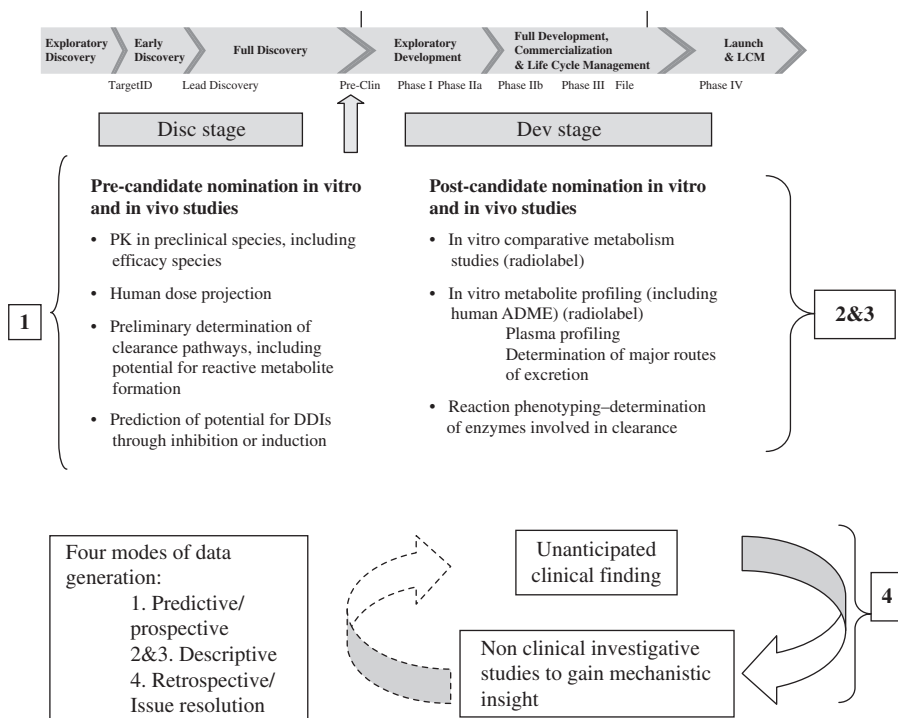 Exploratory
Discovery
Early
Discovery
Full Discovery
Exploratory
Development
Full Development,
Commercialization
& Life Cycle Management
Launch
& LCM
TargetID
Lead Discovery
Pre-Clin
Phase I
Phase IIa
Phase IIb
Phase III
File
Phase IV
Disc stage
Dev stage
1
Pre-candidate nomination in vitro
and in vivo studies
• PK in preclinical species, including
efficacy species
• Human dose projection
• Preliminary determination of
clearance pathways, including
potential for reactive metabolite
formation
• Prediction of potential for DDIs
through inhibition or induction
Post-candidate nomination in vitro
and in vivo studies
• In vitro comparative metabolism
studies (radiolabel)
• In vitro metabolite profiling (including
human ADME) (radiolabel)
Plasma profiling
Determination of major routes
of excretion
• Reaction phenotyping–determination
of enzymes involved in clearance
2&3
Four modes of data
generation:
1. Predictive/
prospective
2&3. Descriptive
4. Retrospective/
Issue resolution
Unanticipated
clinical finding
Non clinical investigative
studies to gain mechanistic
insight
4